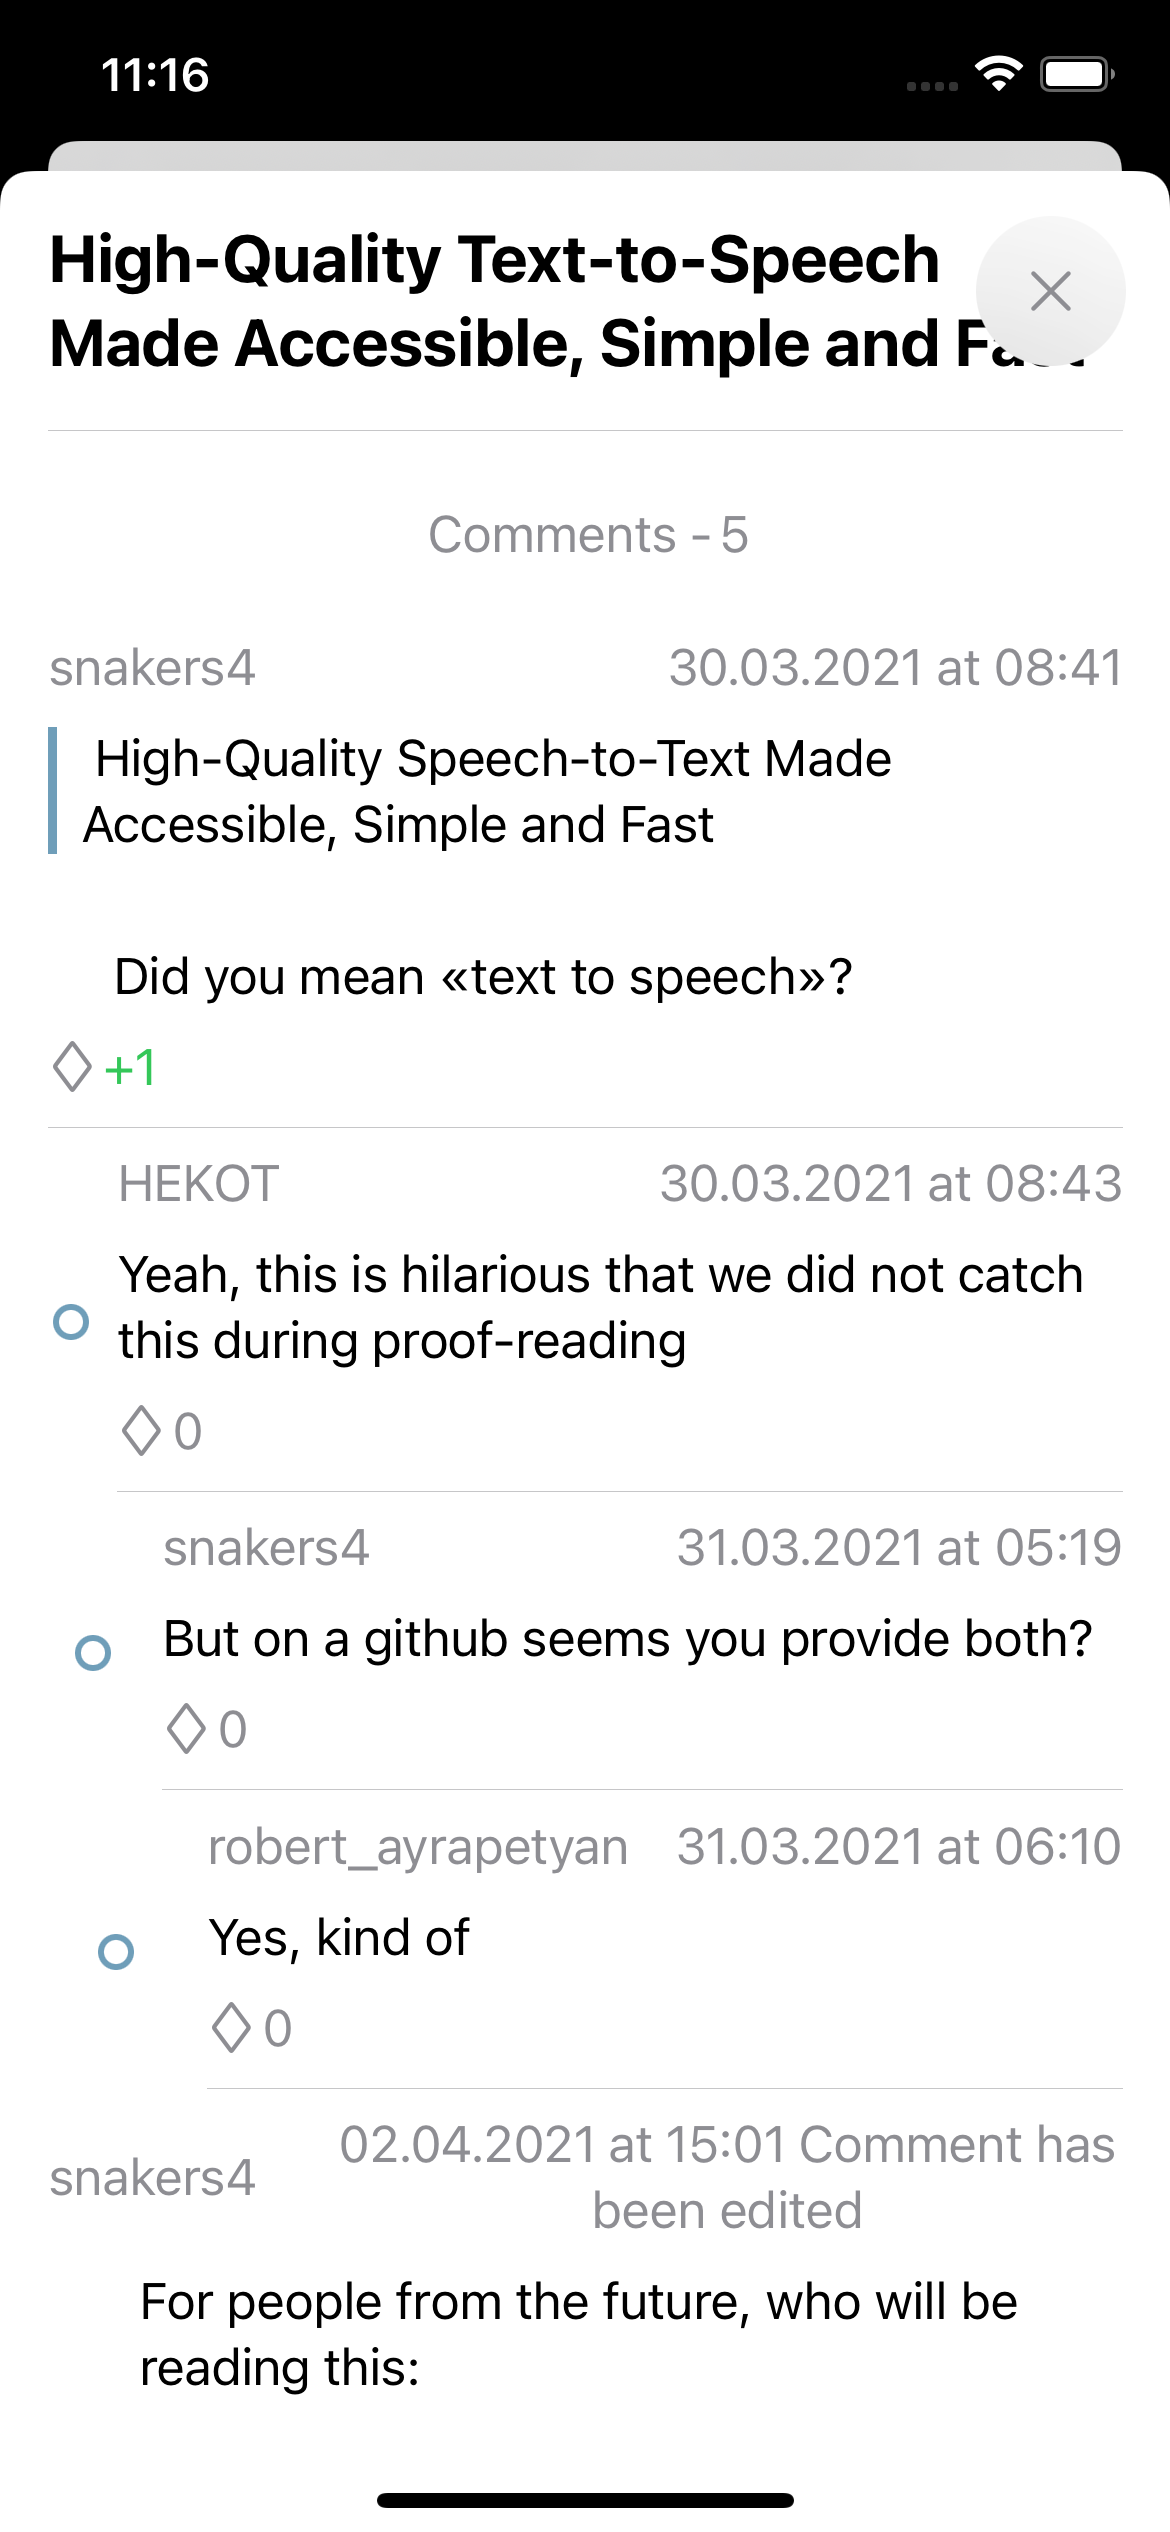 11:16
High-Quality Text-to-Speech
Made Accessible, Simple and
Comments - 5
snakers4 30.03.2021 at 08:41
High-Quality Speech-to-Text Made
Accessible, Simple and Fast
Did you mean «text to speech»?
+1
HEKOT 30.03.2021 at 08:43
Yeah, this is hilarious that we did not catch
this during proof-reading
0
snakers4 31.03.2021 at 05:19
But on a github seems you provide both?
0
robert_ayrapetyan 31.03.2021 at 06:10
Yes, kind of
0
snakers4 02.04.2021 at 15:01 Comment has
been edited
For people from the future, who will be
reading this: